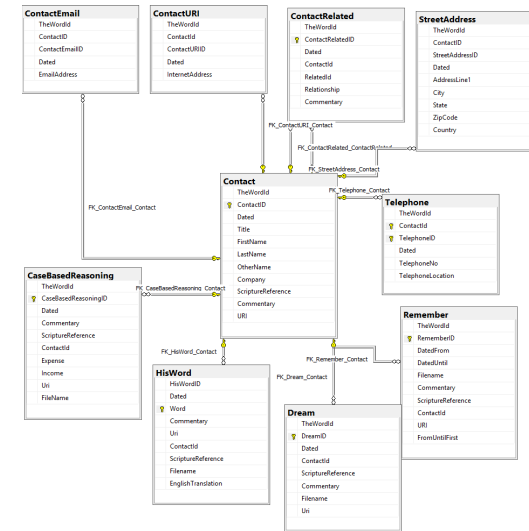 ContactEmail
TheWordId
ContactID
ContactEmailID
Dated
EmailAddress
ContactURI
TheWordId
ContactId
ContactURIID
Dated
InternetAddress
ContactRelated
TheWordId
ContactRelatedID
Dated
ContactId
RelatedId
Relationship
Commentary
StreetAddress
TheWordId
ContactID
StreetAddressID
Dated
AddressLine1
City
State
ZipCode
Country
FK_ContactURI_Contact
FK_ContactRelated_ContactRelated
FK_StreetAddress_Contact
FK_Telephone_Contact
FK_ContactEmail_Contact
Contact
TheWordId
ContactID
Dated
Title
FirstName
LastName
OtherName
Company
ScriptureReference
Commentary
URI
Telephone
TheWordId
ContactId
TelephoneID
Dated
TelephoneNo
TelephoneLocation
CaseBasedReasoning
TheWordId
CaseBasedReasoningID
Dated
Commentary
ScriptureReference
ContactId
Expense
Income
Uri
FileName
FK_CaseBasedReasoning_Contact
FK_HisWord_Contact
FK_Remember_Contact
FK_Dream_Contact
Remember
TheWordId
RememberID
DatedFrom
DatedUntil
Filename
Commentary
ScriptureReference
ContactId
URI
FromUntilFirst
HisWord
HisWordID
Dated
Word
Commentary
Uri
ContactId
ScriptureReference
Filename
EnglishTranslation
Dream
TheWordId
DreamID
Dated
ContactId
ScriptureReference
Commentary
Filename
Uri